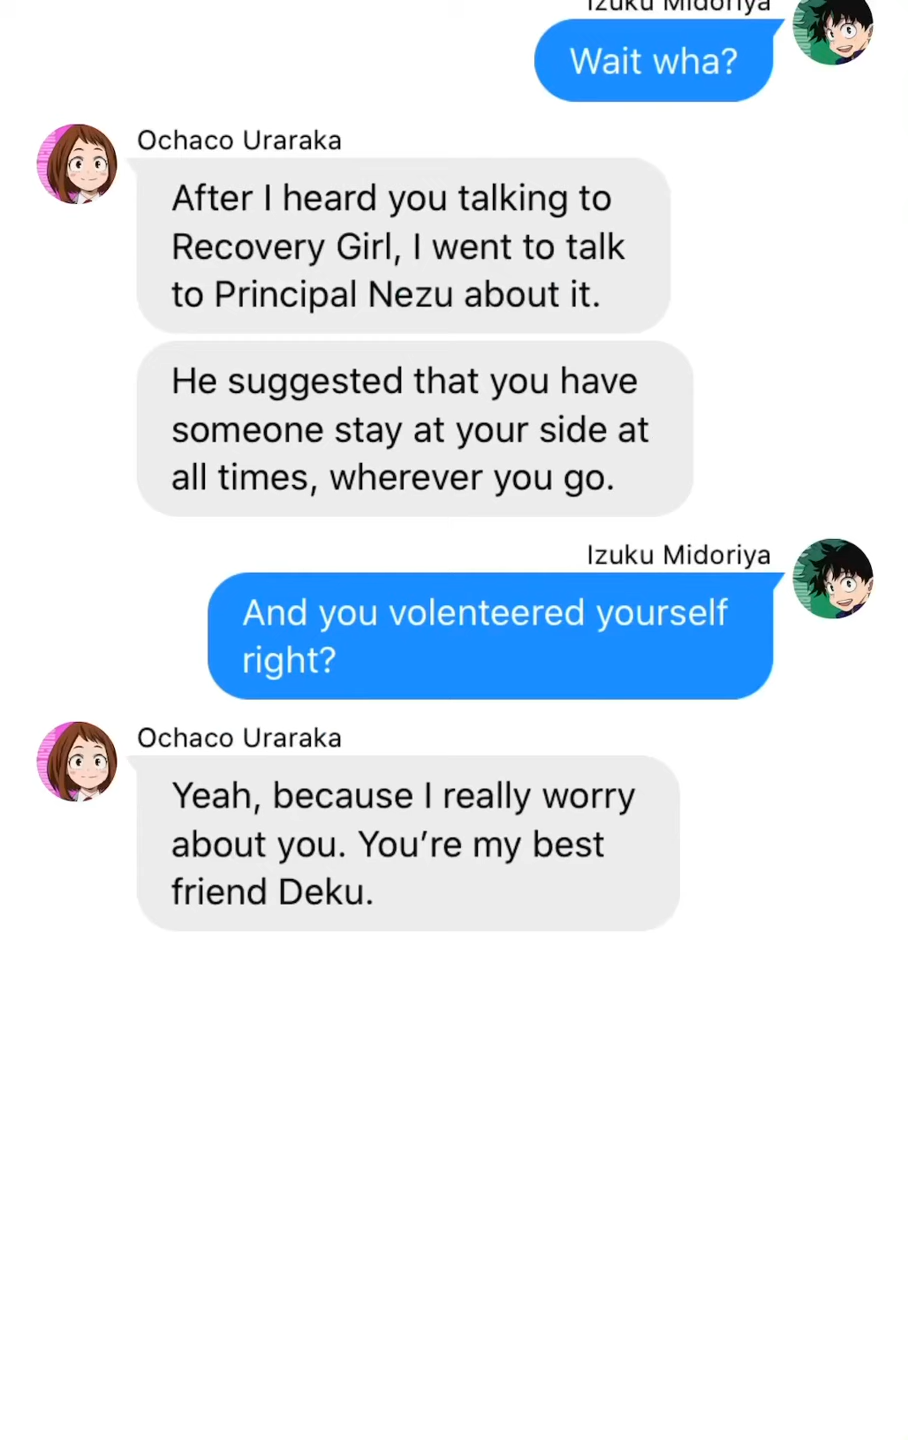 Izuku Midoriya
Wait wha?
Ochaco Uraraka
After I heard you talking to
Recovery Girl, I went to talk
to Principal Nezu about it.
He suggested that you have
someone stay at your side at
all times, wherever you go.
Izuku Midoriya
And you volenteered yourself
right?
Ochaco Uraraka
Yeah, because I really worry
about you. You’re my best
friend Deku.